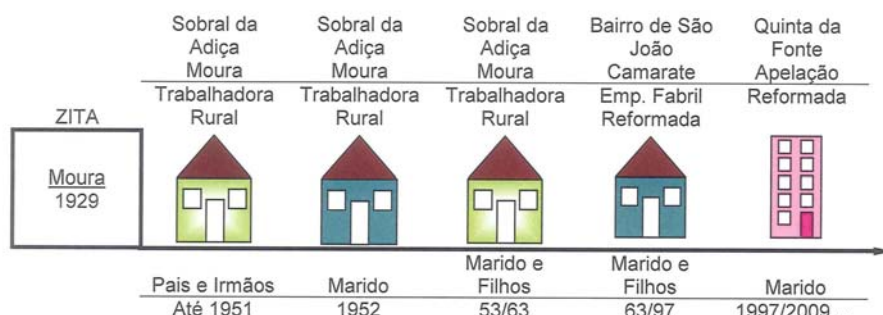 Sobral da Adiça Moura
Trabalhadora Rural
Sobral da Adiça Moura
Trabalhadora Rural
Sobral da Adiça Moura
Trabalhadora Rural
Bairro de São João Camarate
Emp. Fabril Reformada
Quinta da Fonte Apelação
Reformada
ZITA
Moura
1929
Pais e Irmãos
Até 1951
Marido
1952
Marido e Filhos
53/63
Marido e Filhos
63/97
Marido
1997/2009